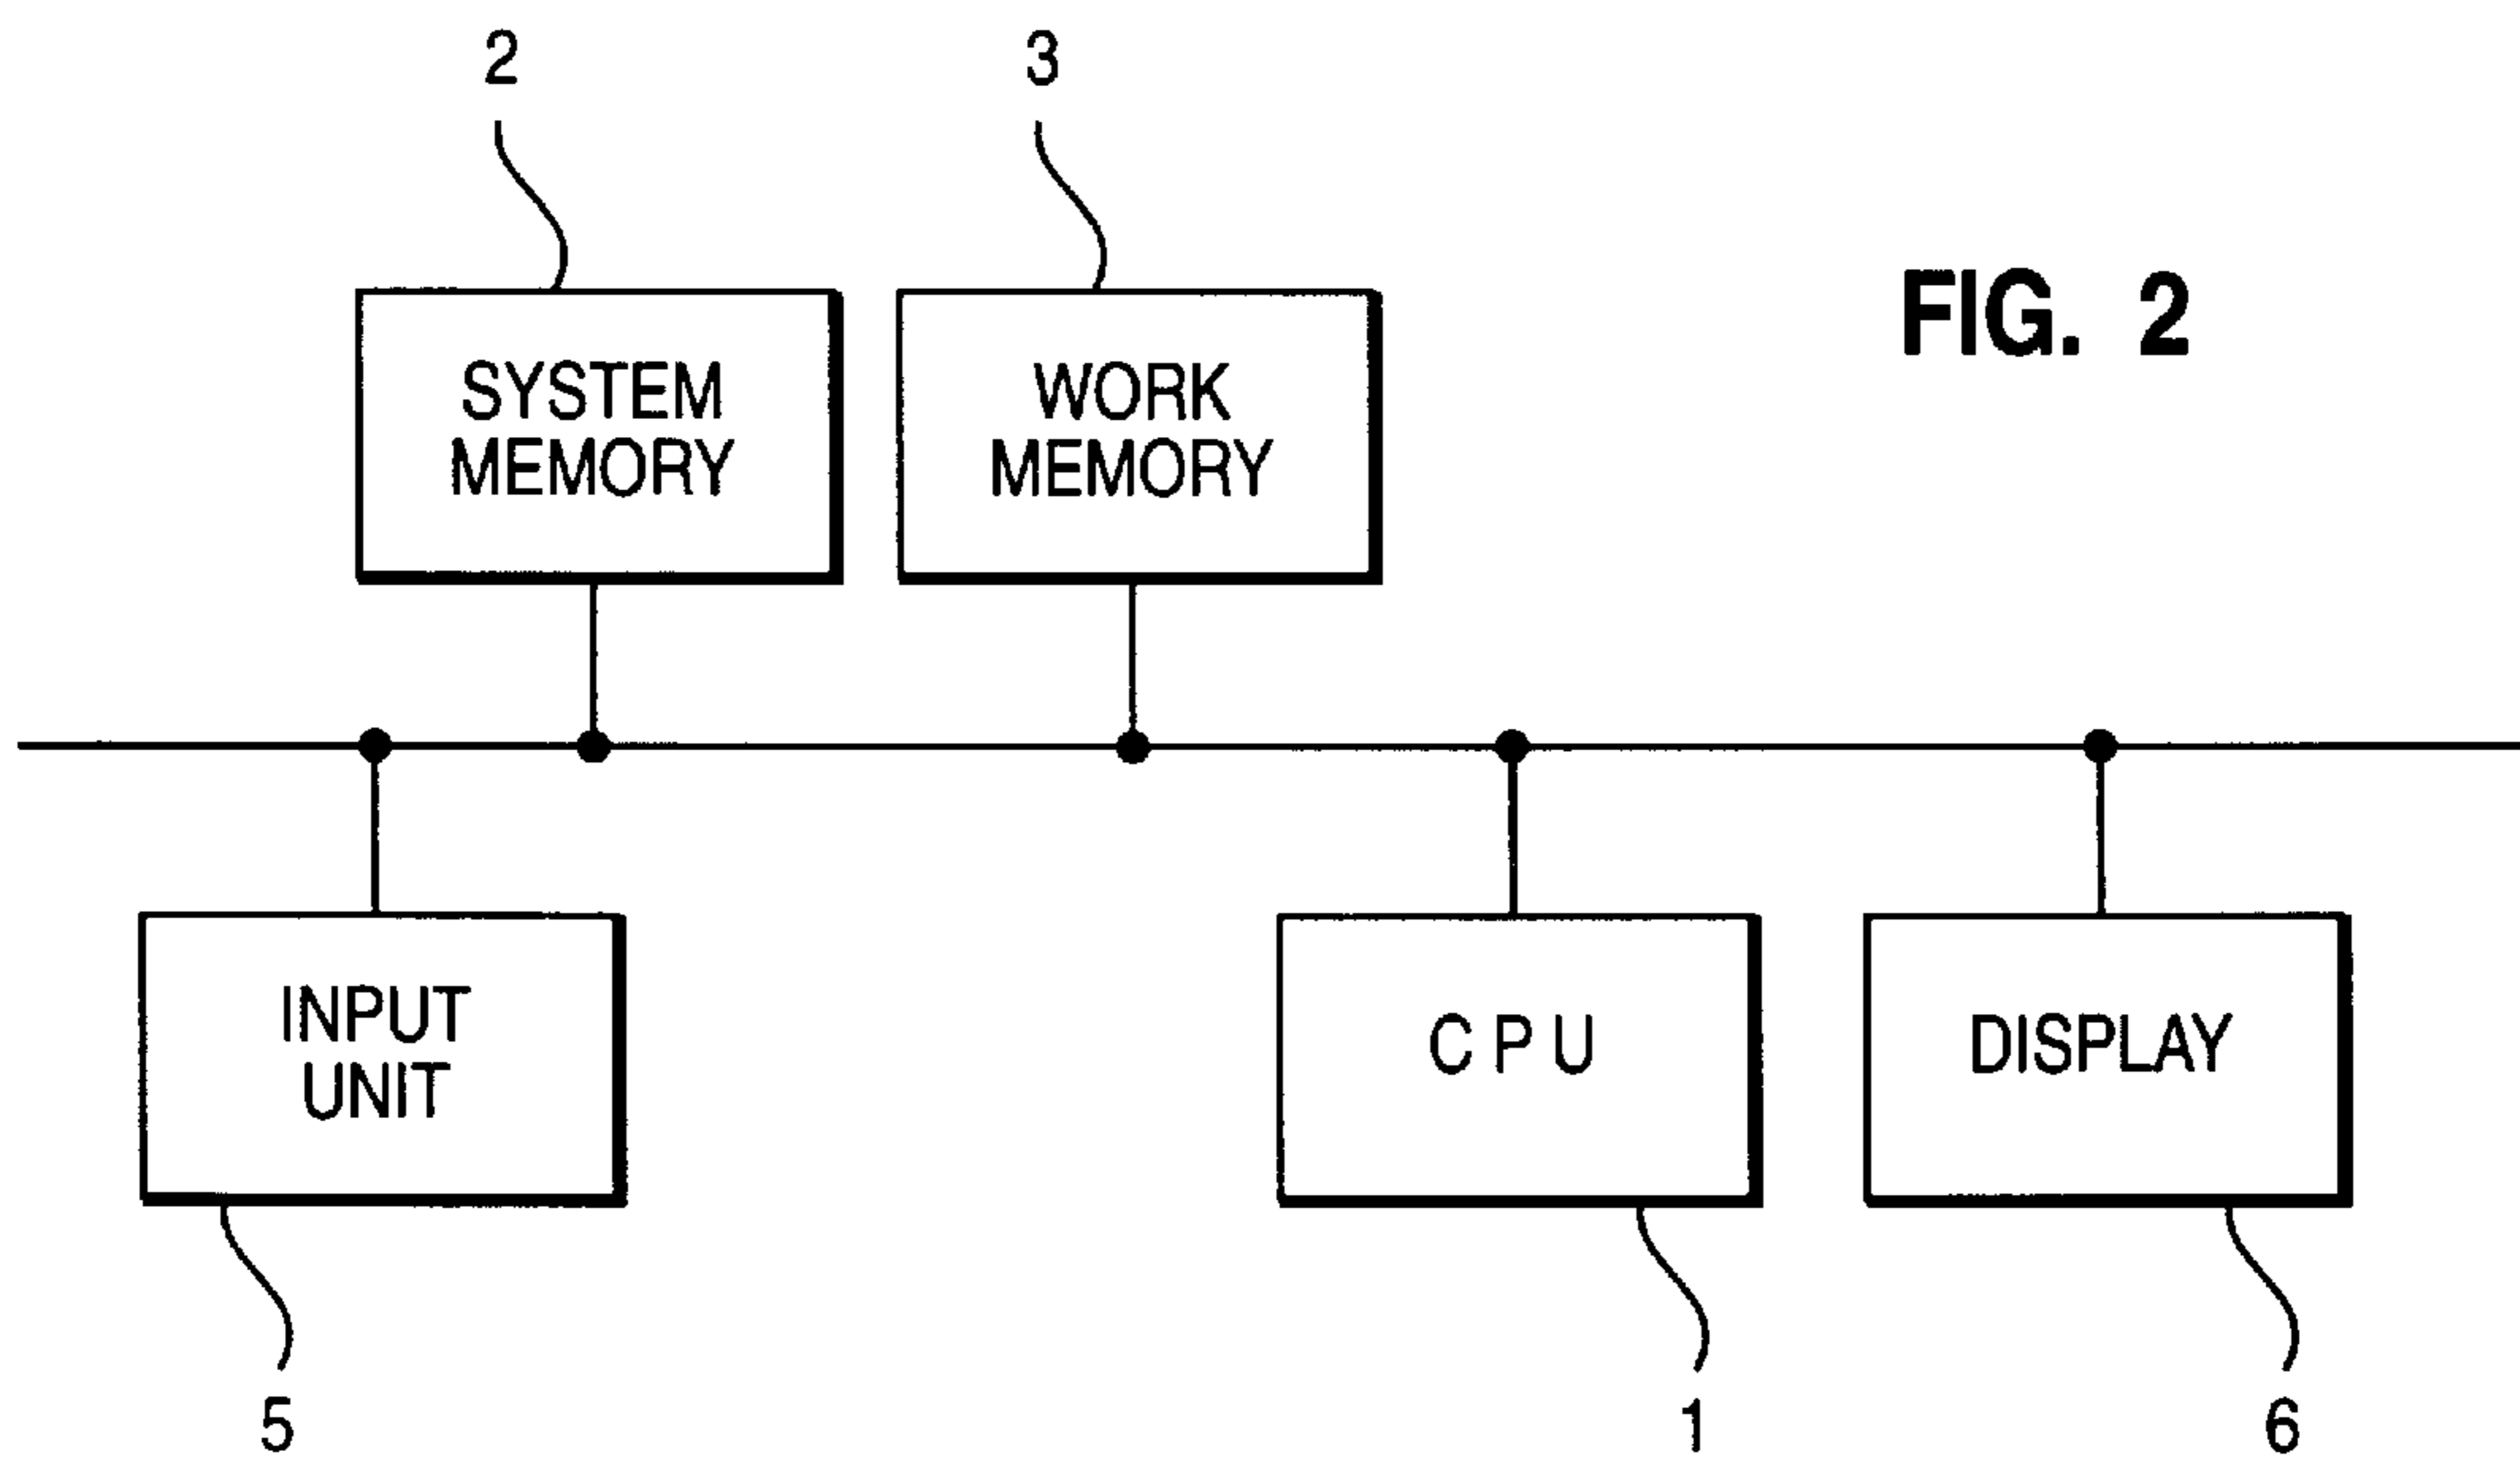 2
3
FIG. 2
SYSTEM
MEMORY
WORK
MEMORY
INPUT
UNIT
C P U
DISPLAY
5
1
6